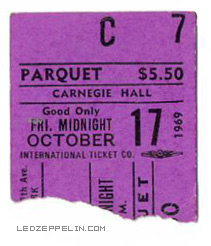 C 7
PARQUET $5.50
CARNEGIE HALL
Good Only
FRI. MIDNIGHT
OCTOBER 17 1969
INTERNATIONAL TICKET CO.
LEDZEPPELIN.COM